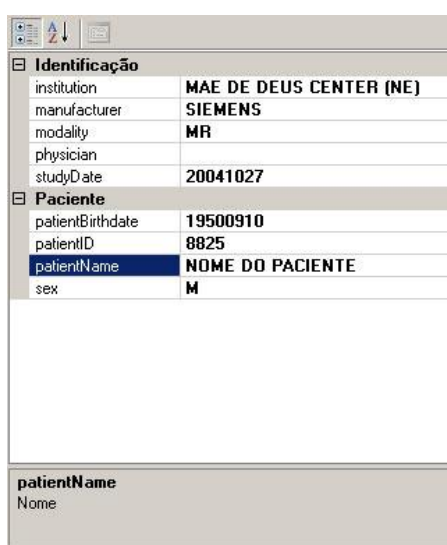 Identificação
institution MAE DE DEUS CENTER (NE)
manufacturer SIEMENS
modality MR
physician
studyDate 20041027
Paciente
patientBirthdate 19500910
patientID 8825
patientName NOME DO PACIENTE
sex M
patientName
Nome